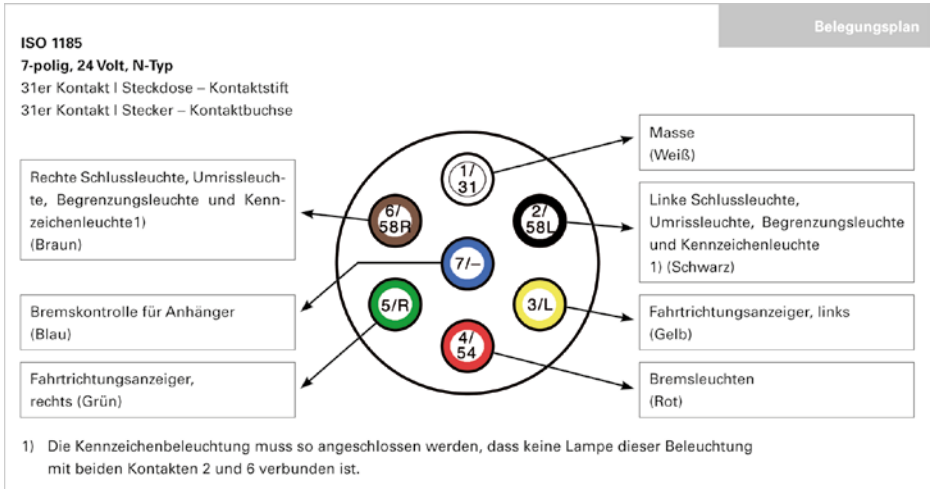 Belegungsplan
ISO 1185
7-polig, 24 Volt, N-Typ
31er Kontakt I Steckdose – Kontaktstift
31er Kontakt I Stecker – Kontaktbuchse
Masse
(Weiß)
Rechte Schlussleuchte, Umrissleuch-
te, Begrenzungsleuchte und Kenn-
zeichenleuchte1)
(Braun)
Linke Schlussleuchte,
Umrissleuchte, Begrenzungsleuchte
und Kennzeichenleuchte
1) (Schwarz)
1/
31
6/
58R
2/
58L
7/–
5/R
3/L
4/
54
Bremskontrolle für Anhänger
(Blau)
Fahrtrichtungsanzeiger, links
(Gelb)
Fahrtrichtungsanzeiger,
rechts (Grün)
Bremsleuchten
(Rot)
1) Die Kennzeichenbeleuchtung muss so angeschlossen werden, dass keine Lampe dieser Beleuchtung
mit beiden Kontakten 2 und 6 verbunden ist.